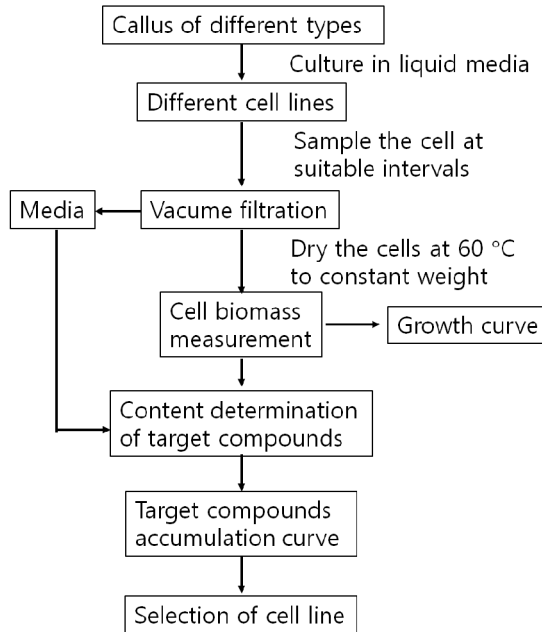 Callus of different types
Culture in liquid media
Different cell lines
Sample the cell at
suitable intervals
Media
Vacume filtration
Dry the cells at 60 °C
to constant weight
Cell biomass
measurement
Growth curve
Content determination
of target compounds
Target compounds
accumulation curve
Selection of cell line